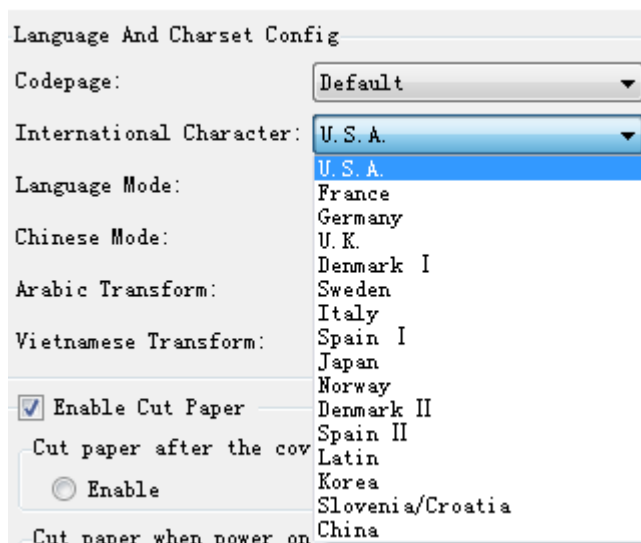 Language And Charset Config
Codepage:
Default
International Character:
U.S.A.
U.S.A.
France
Germany
U.K.
Denmark I
Sweden
Italy
Spain I
Japan
Norway
Denmark II
Spain II
Latin
Korea
Slovenia/Croatia
China
Language Mode:
Chinese Mode:
Arabic Transform:
Vietnamese Transform:
Enable Cut Paper
Cut paper after the cov
Enable
Cut paper when power on